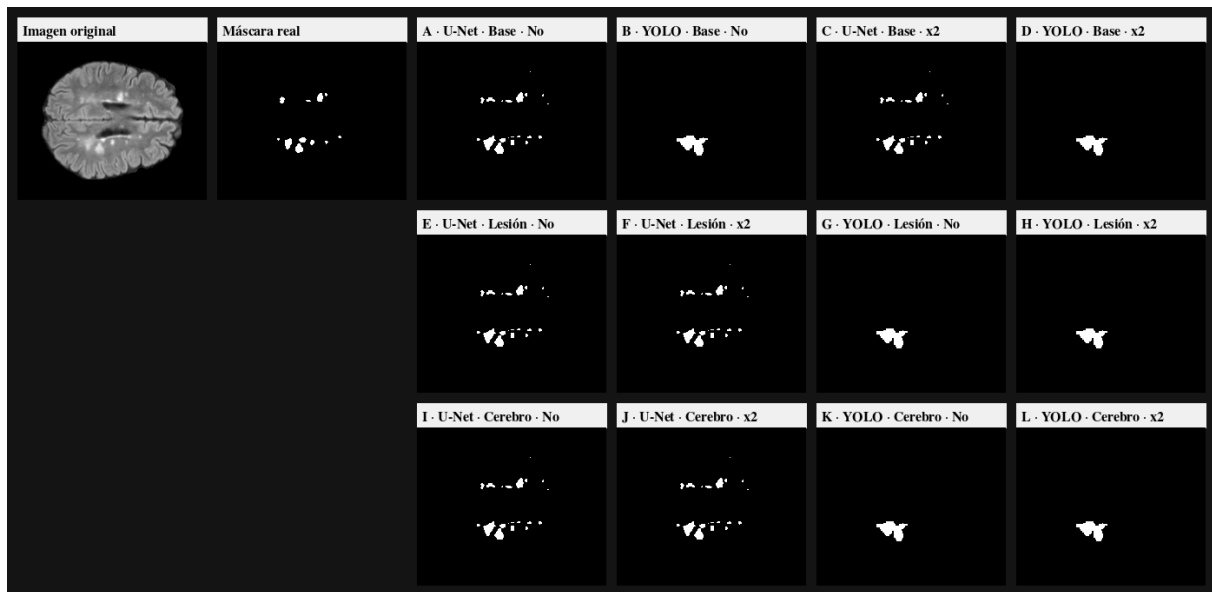 Imagen original
Máscara real
A · U-Net · Base · No
B · YOLO · Base · No
C · U-Net · Base · x2
D · YOLO · Base · x2
E · U-Net · Lesión · No
F · U-Net · Lesión · x2
G · YOLO · Lesión · No
H · YOLO · Lesión · x2
I · U-Net · Cerebro · No
J · U-Net · Cerebro · x2
K · YOLO · Cerebro · No
L · YOLO · Cerebro · x2